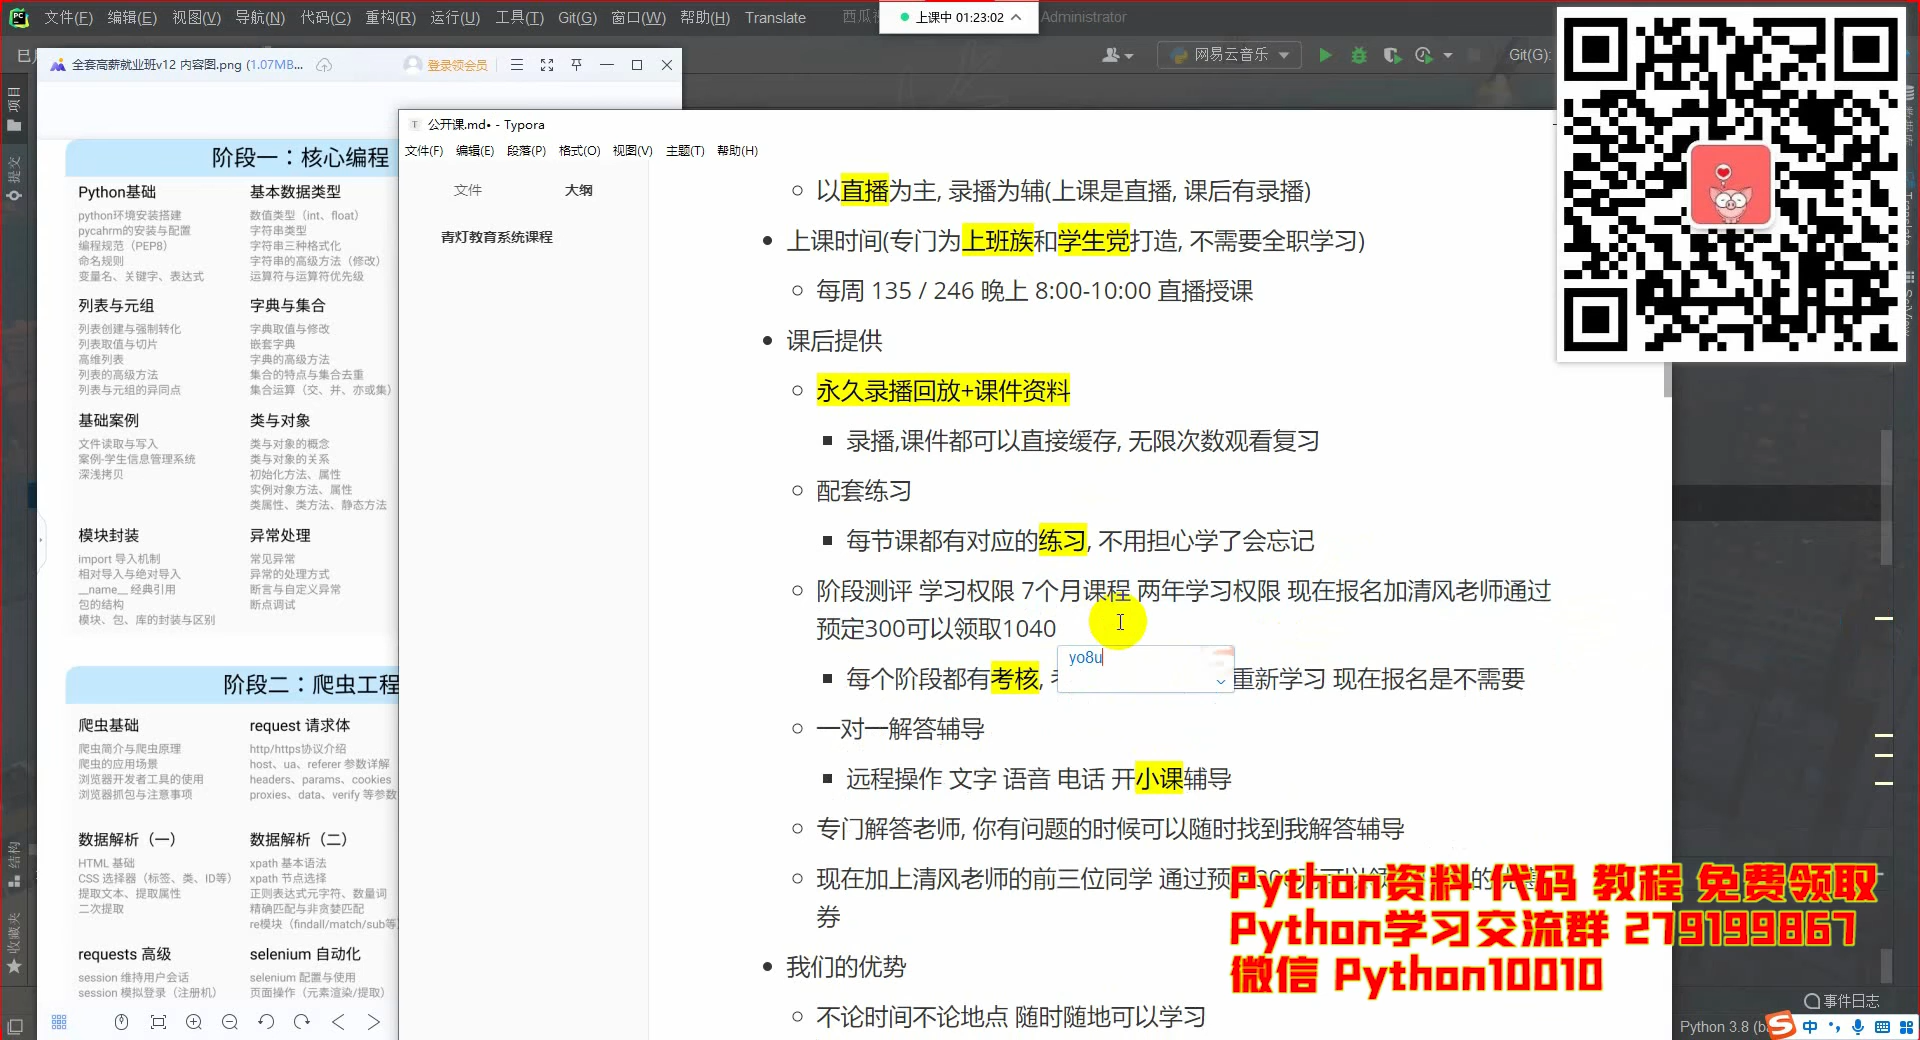 文件(F) 编辑(E) 视图(V) 导航(N) 代码(C) 重构(R) 运行(U) 工具(T) Git(G) 窗口(W) 帮助(H) Translate
上课中 01:23:02
Administrator
网易云音乐
Git(G):
全套高薪就业班v12 内容图.png (1.07MB...
登录领会员
项目
提交
结构
收藏夹
阶段一：核心编程
Python基础
python环境安装搭建
pycahrm的安装与配置
编程规范（PEP8）
命名规则
变量名、关键字、表达式
基本数据类型
数值类型（int、float）
字符串类型
字符串三种格式化
字符串的高级方法（修改）
运算符与运算符优先级
列表与元组
列表创建与强制转化
列表取值与切片
高维列表
列表的高级方法
列表与元组的异同点
字典与集合
字典取值与修改
嵌套字典
字典的高级方法
集合的特点与集合去重
集合运算（交、并、亦或集）
基础案例
文件读取与写入
案例-学生信息管理系统
深浅拷贝
类与对象
类与对象的概念
类与对象的关系
初始化方法、属性
实例对象方法、属性
类属性、类方法、静态方法
模块封装
import 导入机制
相对导入与绝对导入
__name__ 经典引用
包的结构
模块、包、库的封装与区别
异常处理
常见异常
异常的处理方式
断言与自定义异常
断点调试
阶段二：爬虫工程
爬虫基础
爬虫简介与爬虫原理
爬虫的应用场景
浏览器开发者工具的使用
浏览器抓包与注意事项
request 请求体
http/https协议介绍
host、ua、referer 参数详解
headers、params、cookies
proxies、data、verify 等参数
数据解析（一）
HTML 基础
CSS 选择器（标签、类、ID等）
提取文本、提取属性
二次提取
数据解析（二）
xpath 基本语法
xpath 节点选择
正则表达式元字符、数量词
精确匹配与非贪婪匹配
re模块（findall/match/sub等）
requests 高级
session 维持用户会话
session 模拟登录（注册机）
selenium 自动化
selenium 配置与使用
页面操作（元素渲染/提取）
公开课.md• - Typora
文件(F) 编辑(E) 段落(P) 格式(O) 视图(V) 主题(T) 帮助(H)
文件 大纲
青灯教育系统课程
以直播为主, 录播为辅(上课是直播, 课后有录播)
上课时间(专门为上班族和学生党打造, 不需要全职学习)
每周 135 / 246 晚上 8:00-10:00 直播授课
课后提供
永久录播回放+课件资料
录播,课件都可以直接缓存, 无限次数观看复习
配套练习
每节课都有对应的练习, 不用担心学了会忘记
阶段测评 学习权限 7个月课程 两年学习权限 现在报名加清风老师通过
预定300可以领取1040
yo8u
每个阶段都有考核, 重新学习 现在报名是不需要
一对一解答辅导
远程操作 文字 语音 电话 开小课辅导
专门解答老师, 你有问题的时候可以随时找到我解答辅导
现在加上清风老师的前三位同学 通过预
券
我们的优势
不论时间不论地点 随时随地可以学习
Python资料 代码 教程 免费领取
Python学习交流群 279199867
微信 Python10010
事件日志
Python 3.8 (b
中